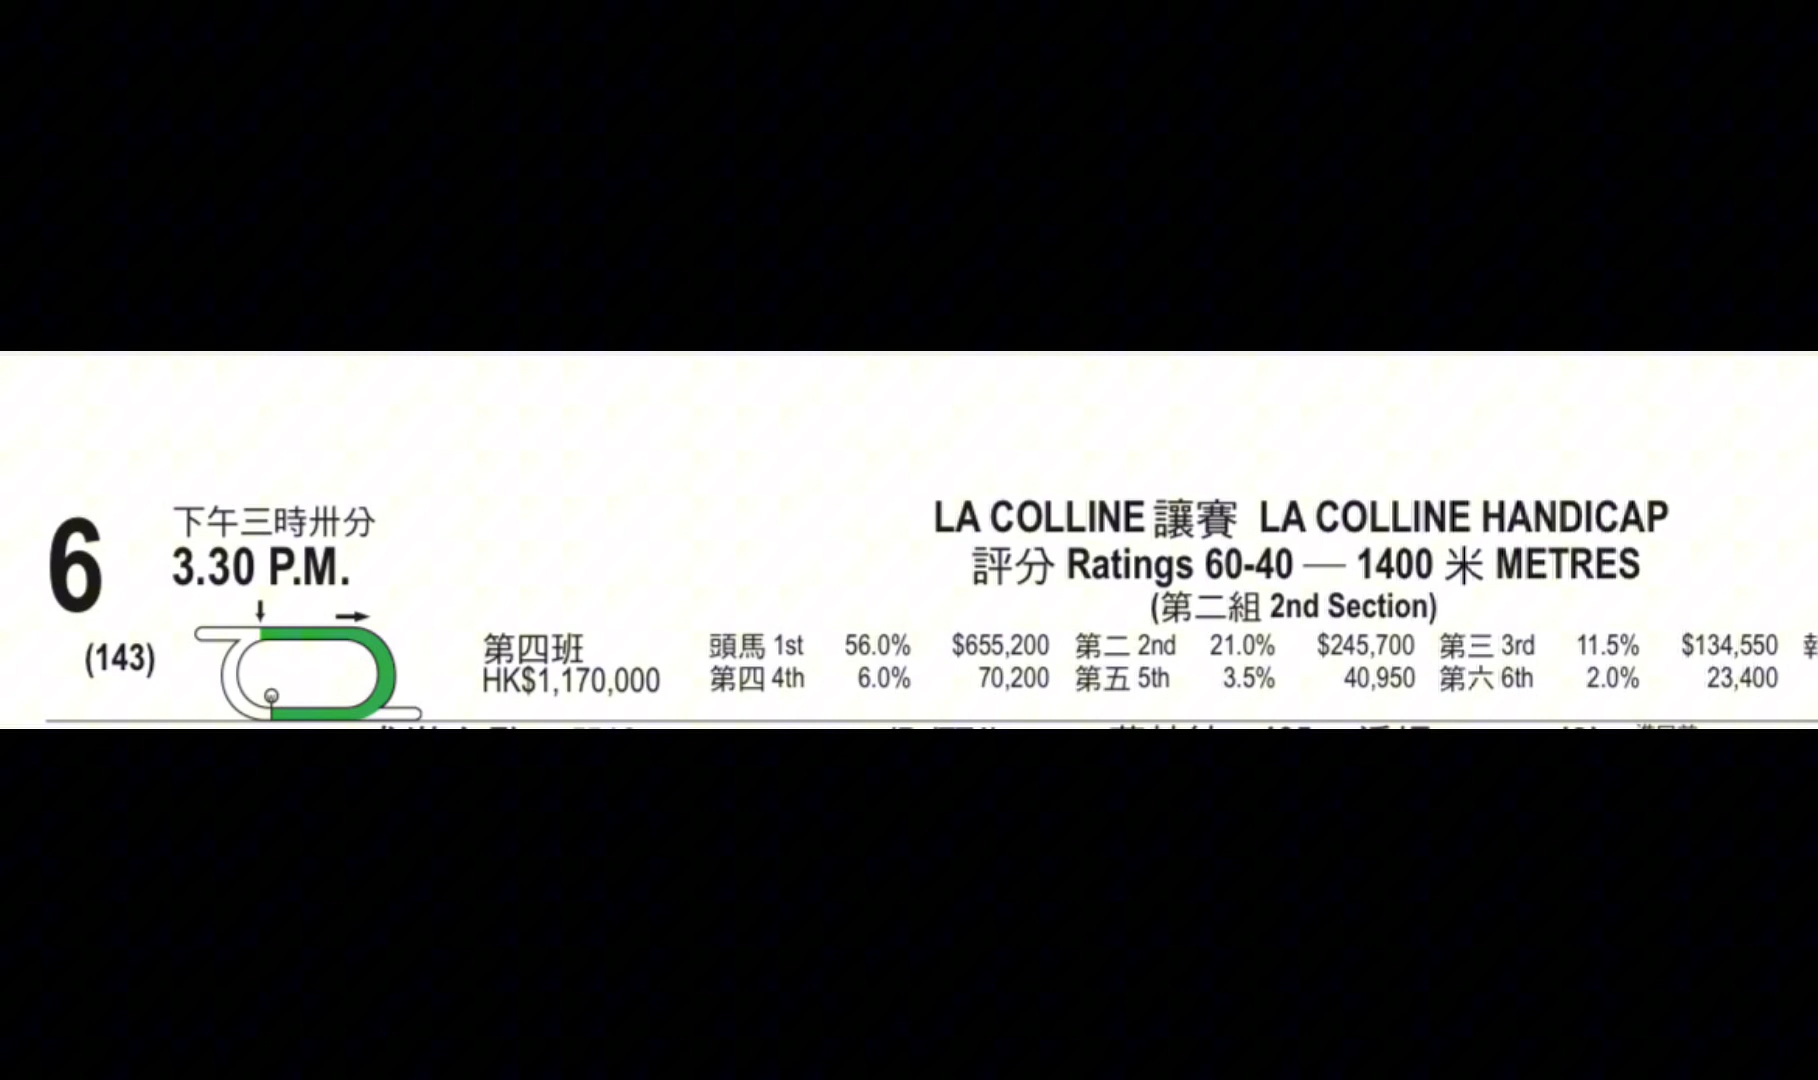 6
下午三時卅分
3.30 P.M.
(143)
LA COLLINE 讓賽 LA COLLINE HANDICAP
評分 Ratings 60-40 — 1400 米 METRES
(第二組 2nd Section)
第四班 頭馬 1st 56.0% $655,200 第二 2nd 21.0% $245,700 第三 3rd 11.5% $134,550
HK$1,170,000 第四 4th 6.0% 70,200 第五 5th 3.5% 40,950 第六 6th 2.0% 23,400